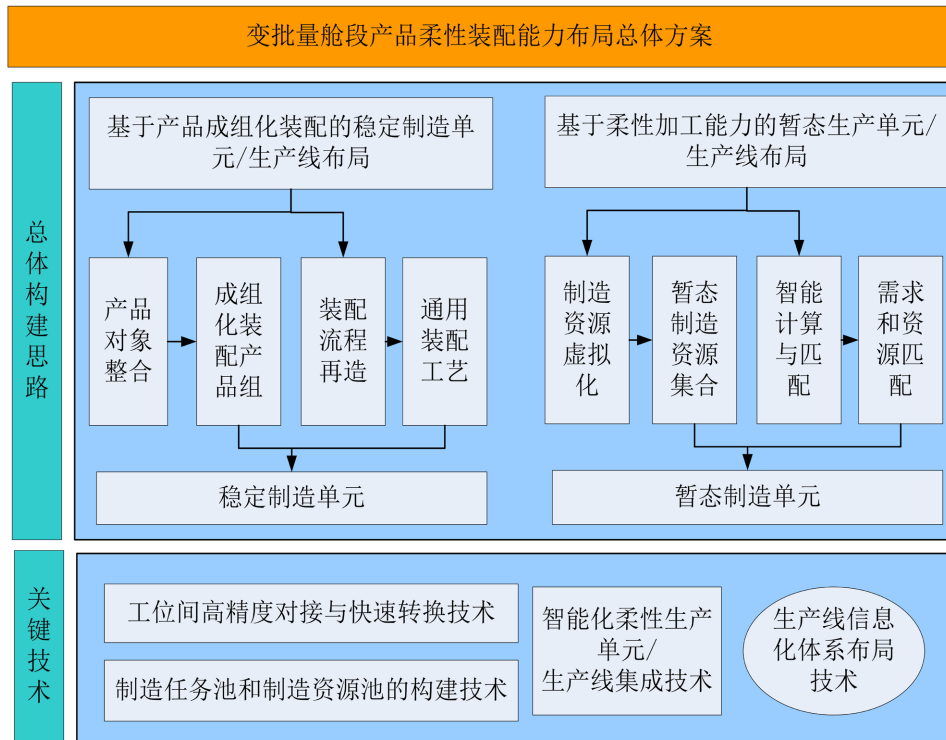 变批量舱段产品柔性装配能力布局总体方案
总体构建思路
基于产品成组化装配的稳定制造单
元/生产线布局
基于柔性加工能力的暂态生产单元/
生产线布局
产品
对象
整合
成组
化装
配产
品组
装配
流程
再造
通用
装配
工艺
制造
资源
虚拟
化
暂态
制造
资源
集合
智能
计算
与匹
配
需求
和资
源匹
配
稳定制造单元
暂态制造单元
关键技术
工位间高精度对接与快速转换技术
制造任务池和制造资源池的构建技术
智能化柔性生产
单元/
生产线集成技术
生产线信息
化体系布局
技术